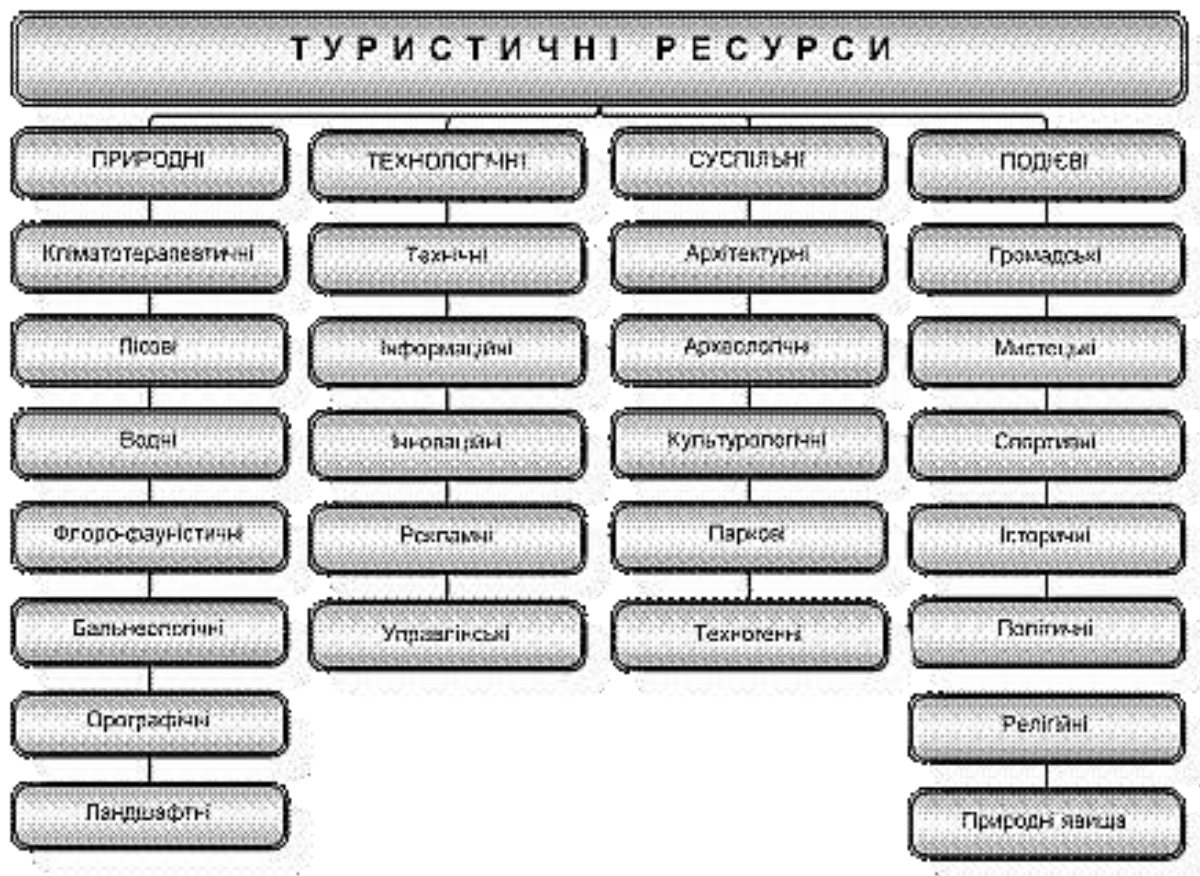 ТУРИСТИЧНІ РЕСУРСИ
ПРИРОДНІ
Кліматотерапевтичні
Лісові
Водні
Флоро-фауністичні
Бальнеологічні
Орографічні
Ландшафтні
ТЕХНОЛОГІЧНІ
Технічні
Інформаційні
Інноваційні
Рекламні
Управлінські
СУСПІЛЬНІ
Архітектурні
Археологічні
Культурологічні
Паркові
Техногенні
ПОДІЄВІ
Громадські
Мистецькі
Спортивні
Історичні
Політичні
Релігійні
Природні явища